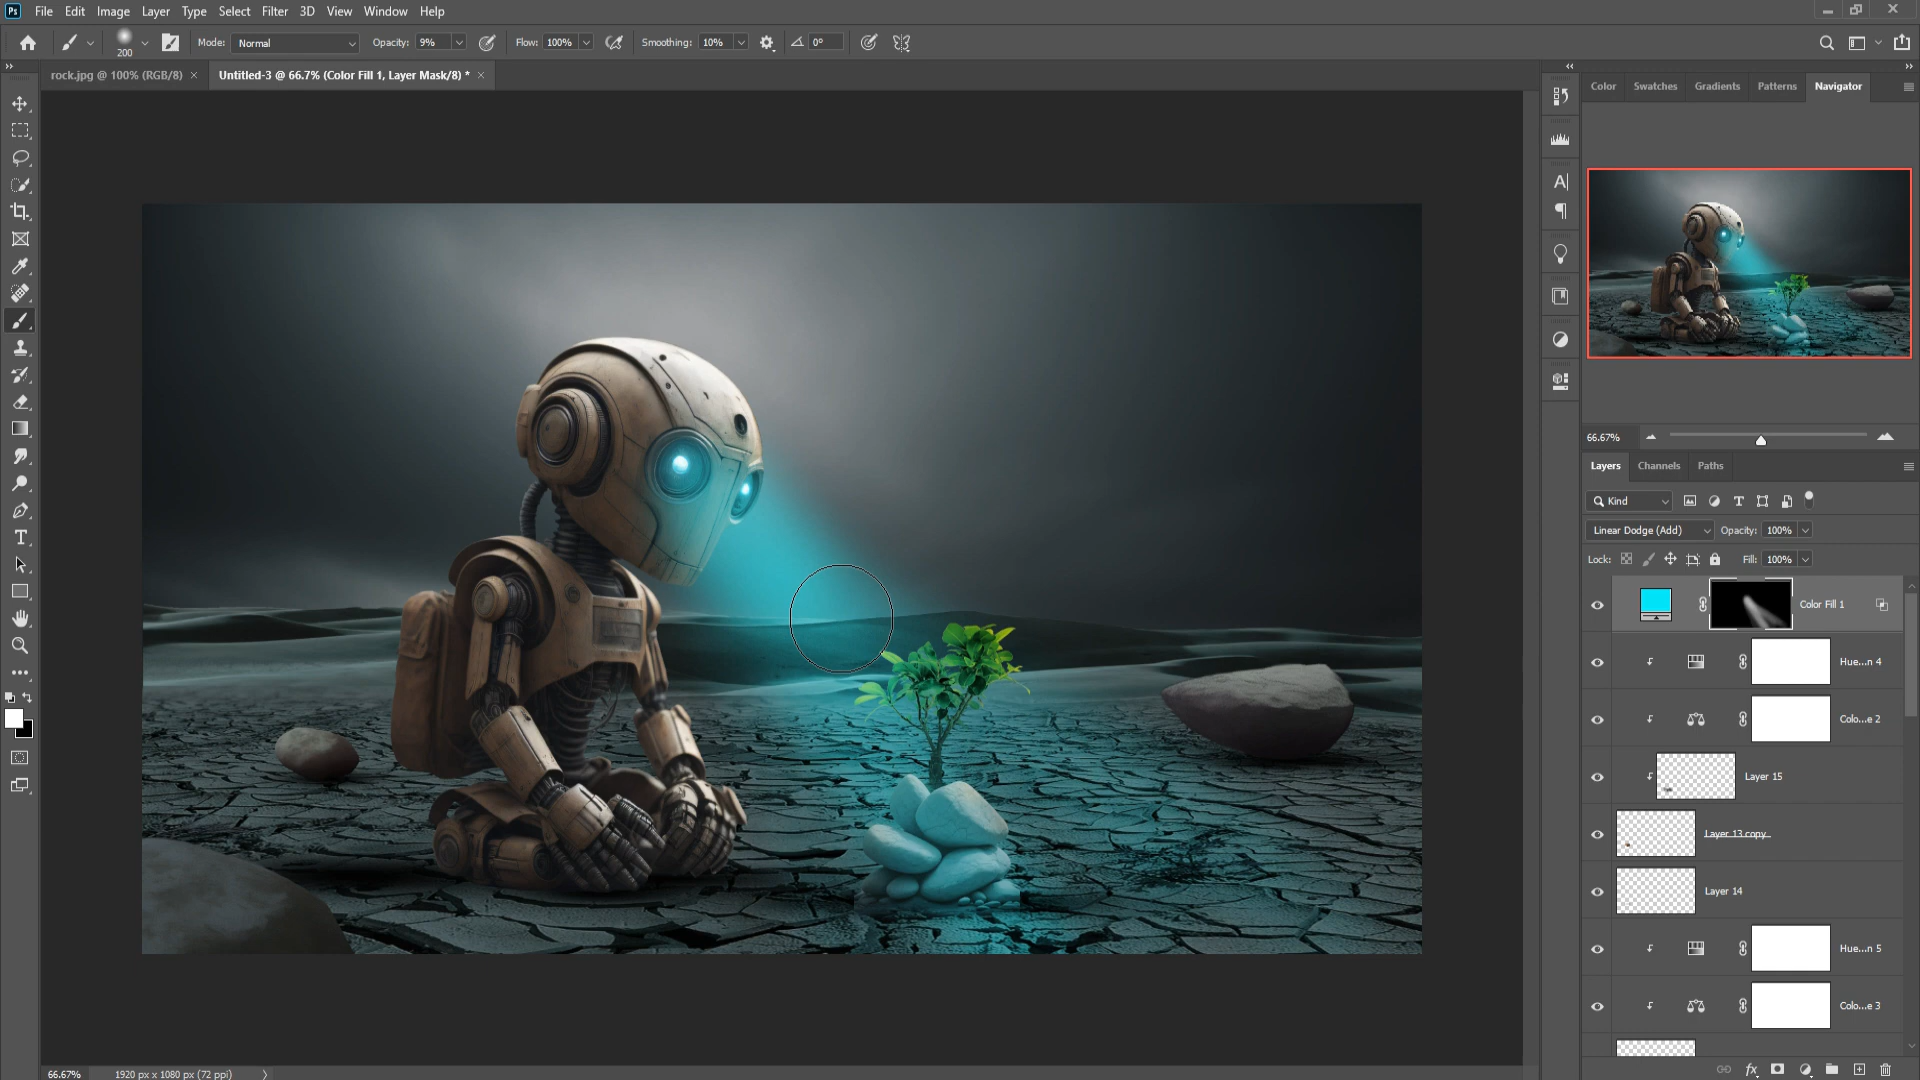 Ps File Edit Image Layer Type Select Filter 3D View Window Help
200 Mode: Normal Opacity: 9% Flow: 100% Smoothing: 10% 0°
rock.jpg @ 100% (RGB/8) × Untitled-3 @ 66.7% (Color Fill 1, Layer Mask/8) * ×
Color Swatches Gradients Patterns Navigator
66.67%
Layers Channels Paths
Kind
Linear Dodge (Add) Opacity: 100%
Lock: Fill: 100%
Color Fill 1
Hue...n 4
Colo...e 2
Layer 15
Layer 13 copy
Layer 14
Hue...n 5
Colo...e 3
66.67% 1920 px x 1080 px (72 ppi)